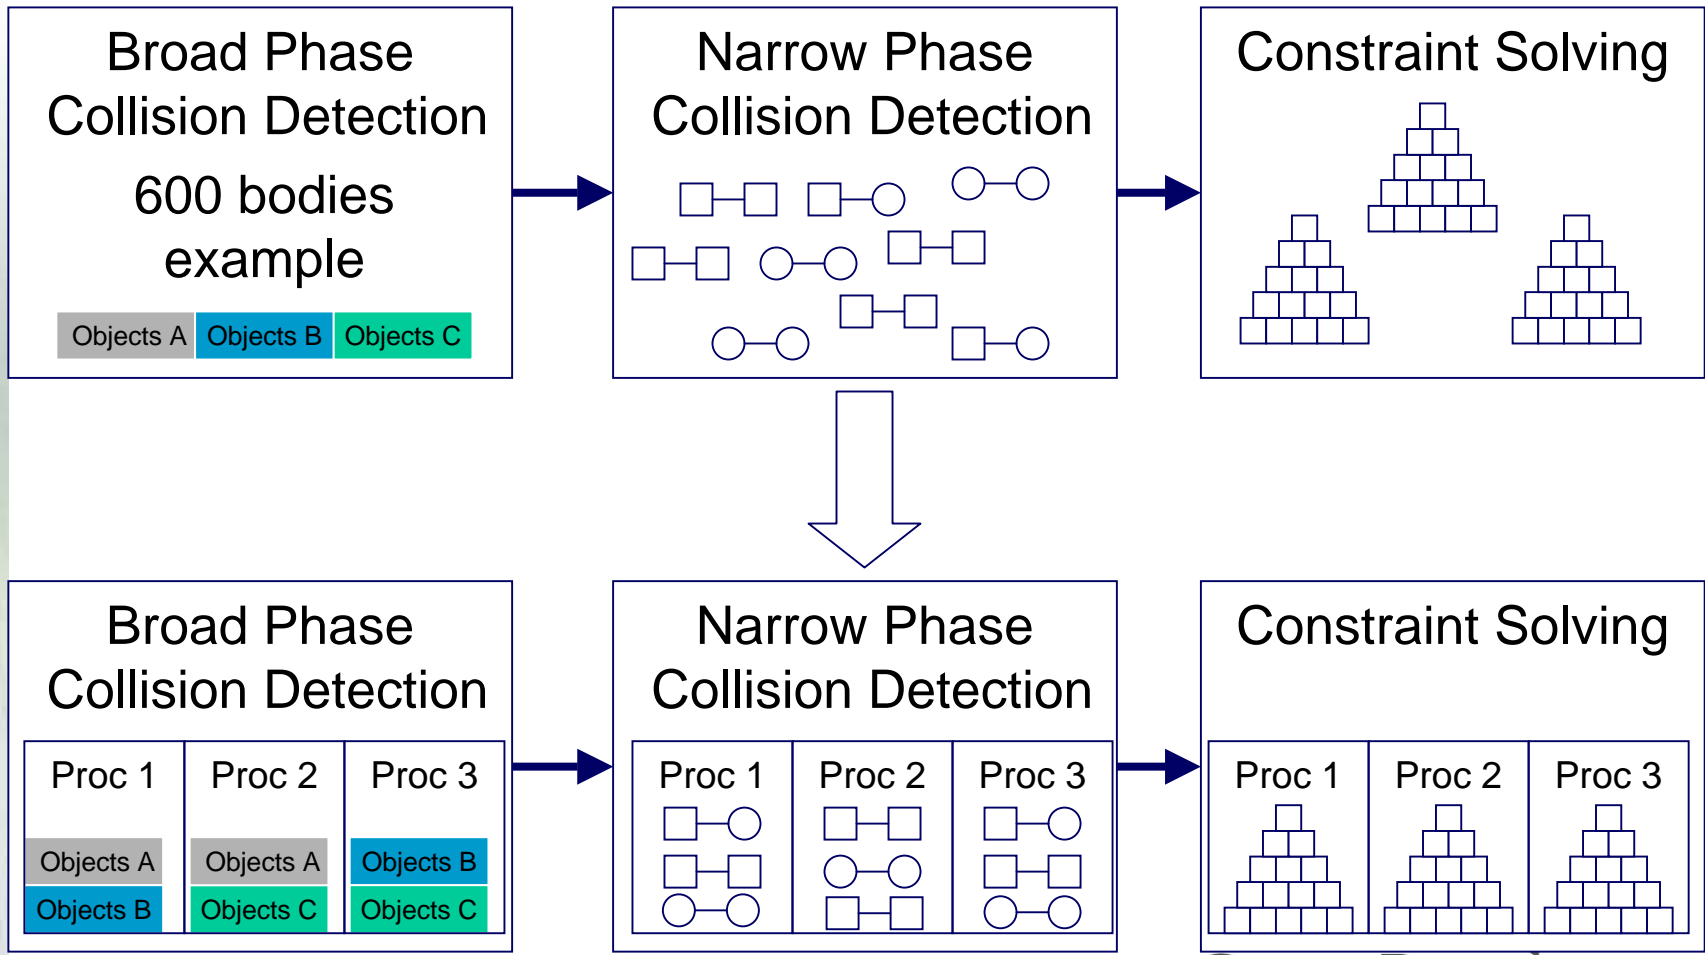 Broad Phase
Collision Detection
600 bodies
example
Objects A Objects B Objects C
Narrow Phase
Collision Detection
Constraint Solving
Broad Phase
Collision Detection
Proc 1 Proc 2 Proc 3
Objects A Objects A Objects B
Objects B Objects C Objects C
Narrow Phase
Collision Detection
Proc 1 Proc 2 Proc 3
Constraint Solving
Proc 1 Proc 2 Proc 3